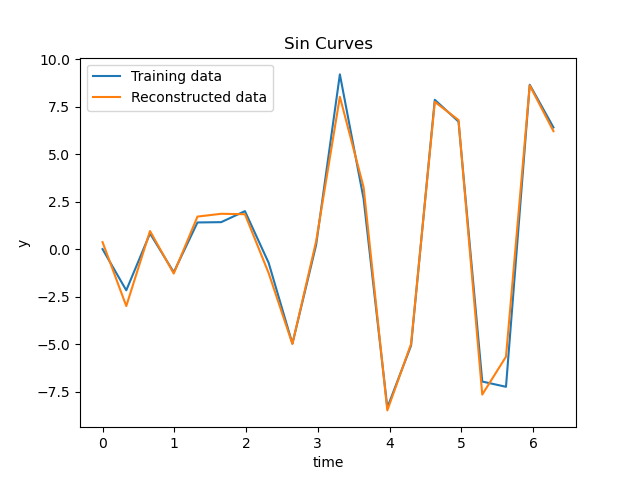 Sin Curves
Training data
Reconstructed data
10.0
7.5
5.0
2.5
0.0
−2.5
−5.0
−7.5
y
0 1 2 3 4 5 6
time